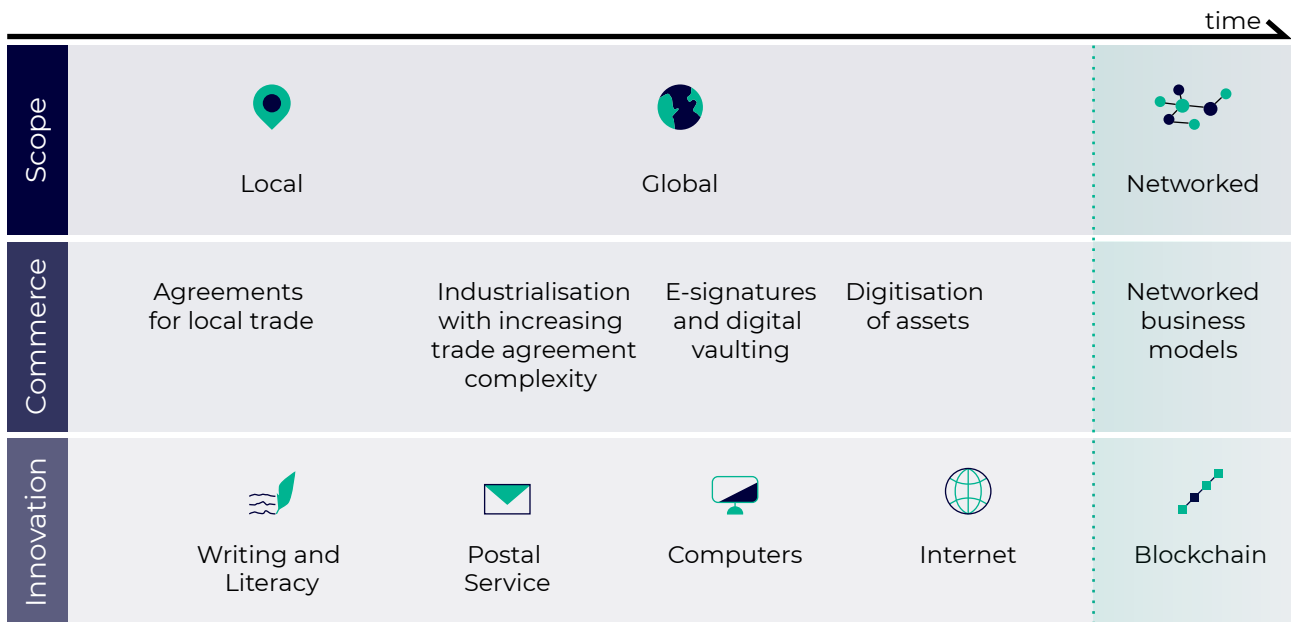 time
Scope
Local
Global
Networked
Commerce
Agreements
for local trade
Industrialisation
with increasing
trade agreement
complexity
E-signatures
and digital
vaulting
Digitisation
of assets
Networked
business
models
Innovation
Writing and
Literacy
Postal
Service
Computers
Internet
Blockchain